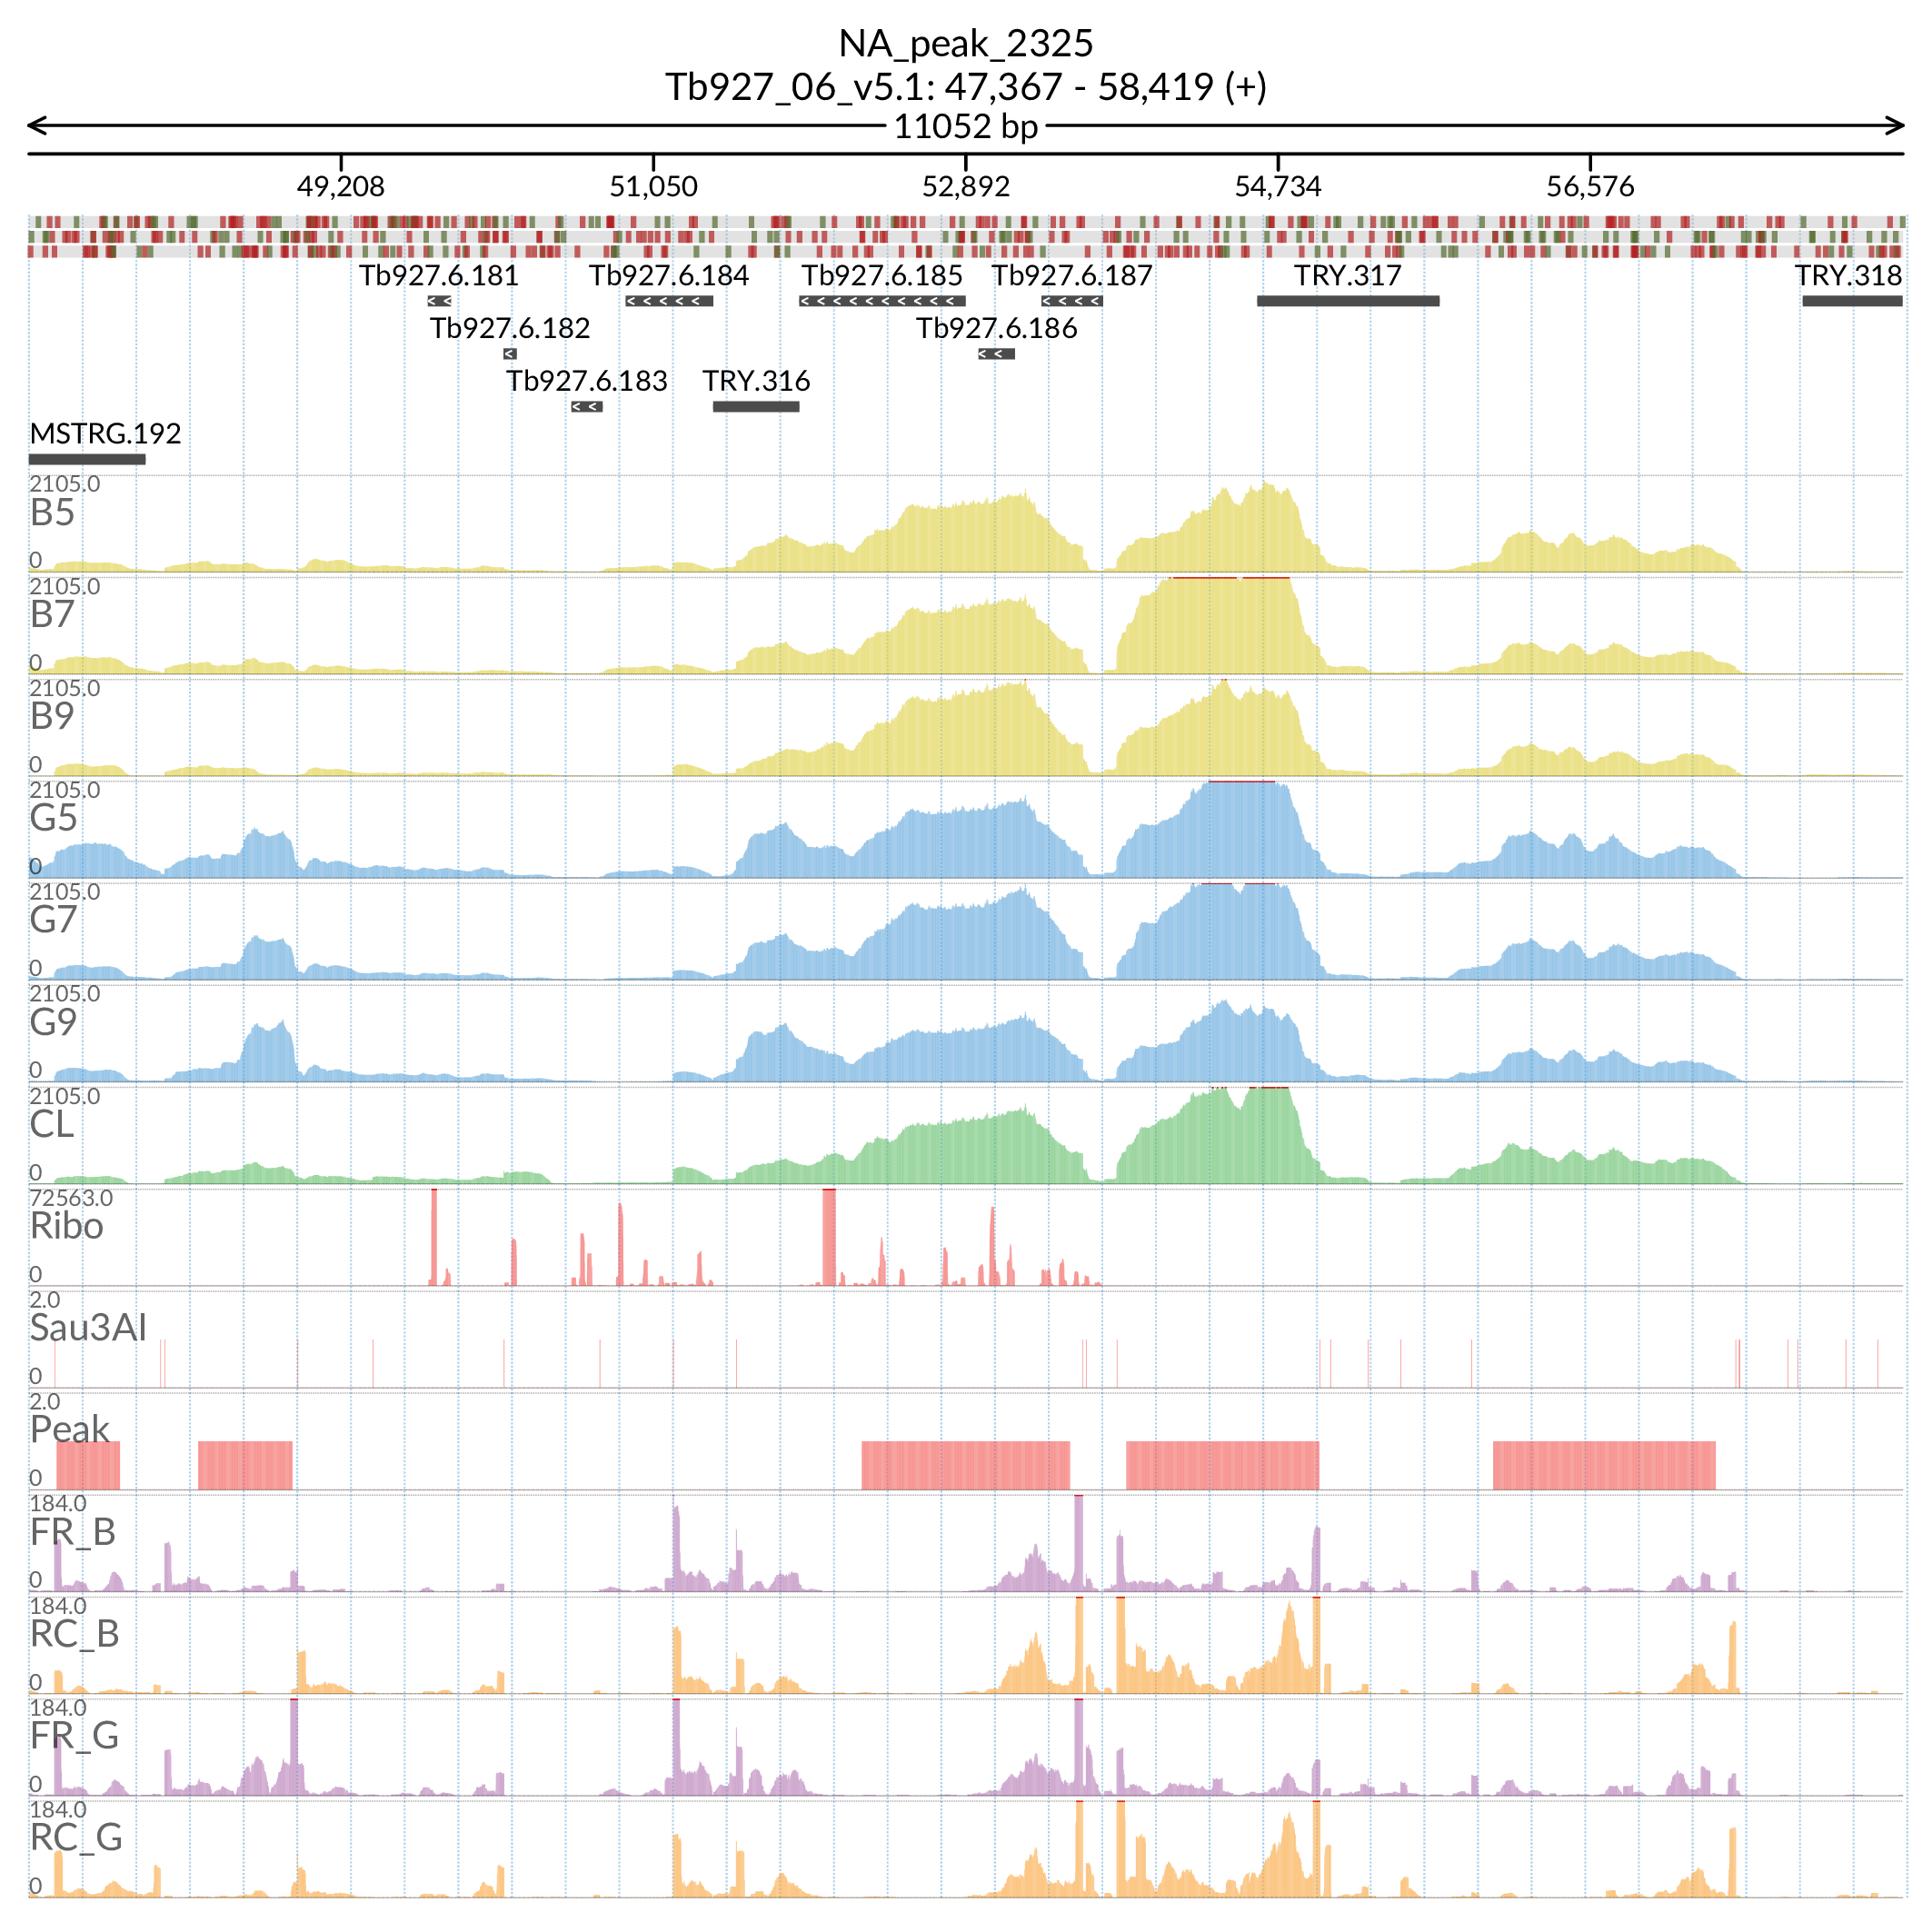 NA_peak_2325
Tb927_06_v5.1: 47,367 - 58,419 (+)
11052 bp
49,208 51,050 52,892 54,734 56,576
Tb927.6.181 Tb927.6.184 Tb927.6.185 Tb927.6.187 TRY.317 TRY.318
Tb927.6.182 Tb927.6.186
Tb927.6.183 TRY.316
MSTRG.192
2105.0
B5
0
2105.0
B7
0
2105.0
B9
0
2105.0
G5
0
2105.0
G7
0
2105.0
G9
0
2105.0
CL
0
72563.0
Ribo
0
2.0
Sau3AI
0
2.0
Peak
0
184.0
FR_B
0
184.0
RC_B
0
184.0
FR_G
0
184.0
RC_G
0